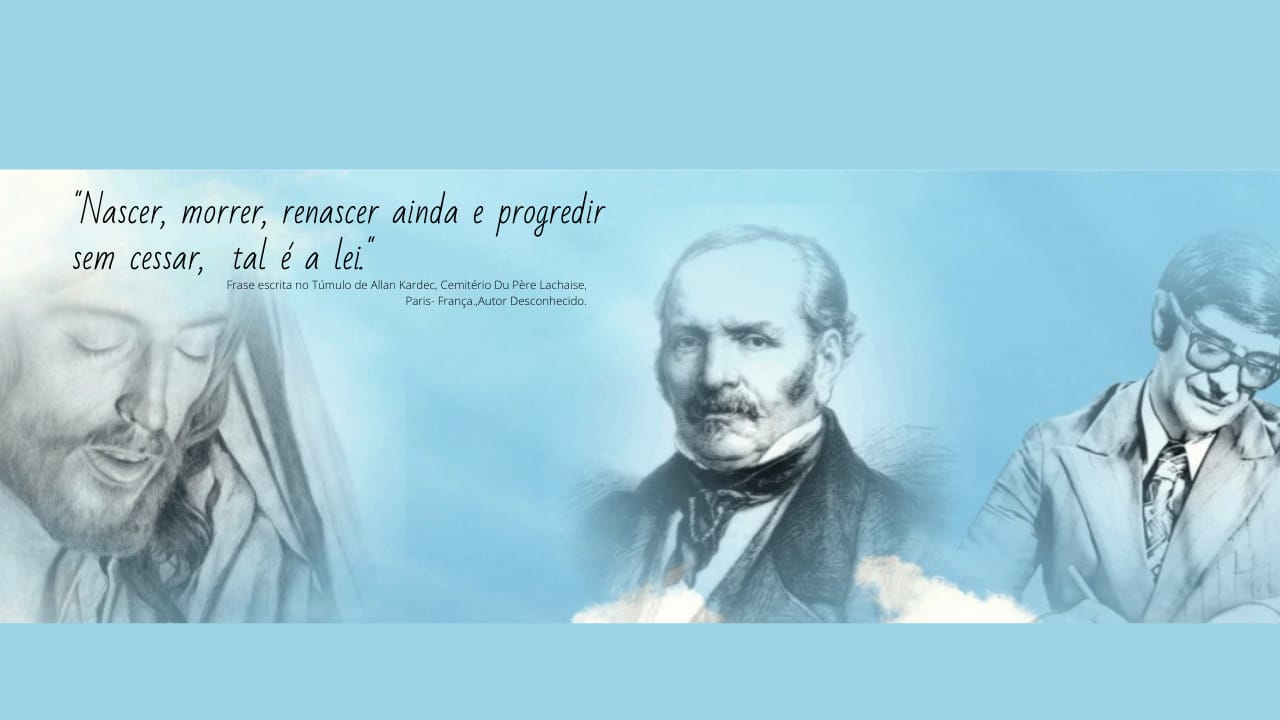 "Nascer, morrer, renascer ainda e progredir
sem cessar, tal é a lei."
Frase escrita no Túmulo de Allan Kardec, Cemitério Du Père Lachaise,
Paris- França.,Autor Desconhecido.